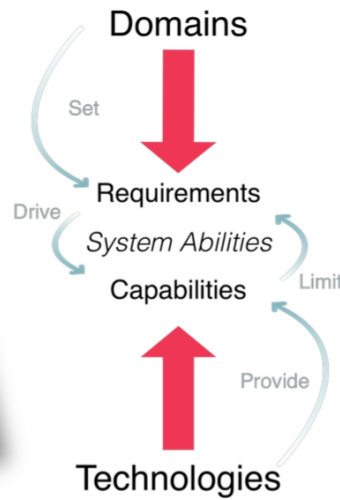 Domains
Set
Requirements
Drive
System Abilities
Capabilities
Limit
Provide
Technologies